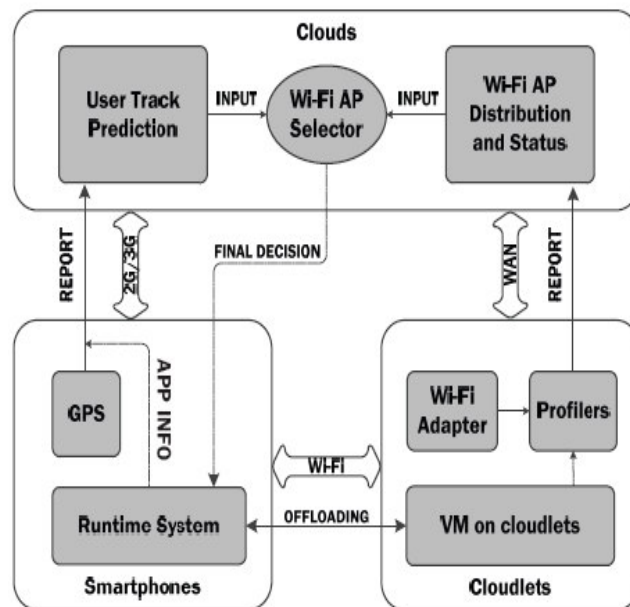 Clouds
User Track
Prediction
INPUT
Wi-Fi AP
Selector
INPUT
Wi-Fi AP
Distribution
and Status
REPORT
2G/3G
FINAL DECISION
WAN
REPORT
GPS
APP INFO
Wi-Fi
Adapter
Profilers
Wi-Fi
Runtime System
OFFLOADING
VM on cloudlets
Smartphones
Cloudlets